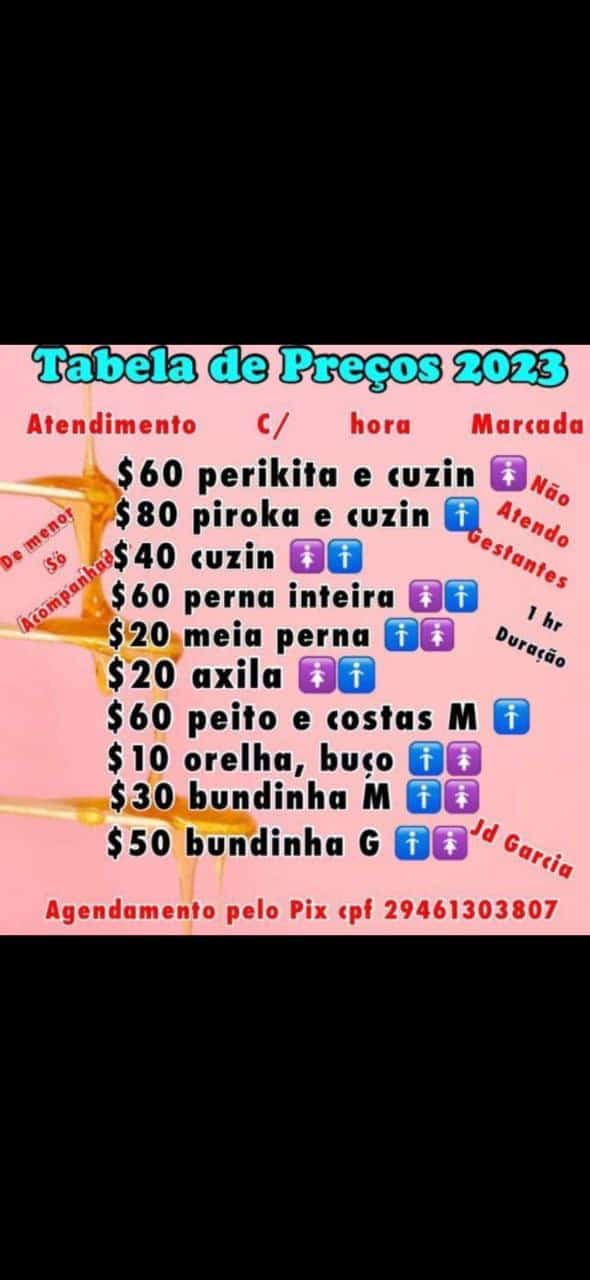 Tabela de Preços 2023
Atendimento C/ hora Marcada
$60 perikita e cuzin 🚺
Não
Atendo
Gestantes
$80 piroka e cuzin 🚹
De menor
Só
Acompanhad
$40 cuzin 🚺🚹
$60 perna inteira 🚺🚹
1 hr
Duração
$20 meia perna 🚹🚺
$20 axila 🚺🚹
$60 peito e costas M 🚹
$10 orelha, buço 🚹🚺
$30 bundinha M 🚹🚺
$50 bundinha G 🚹🚺
Jd Garcia
Agendamento pelo Pix cpf 29461303807